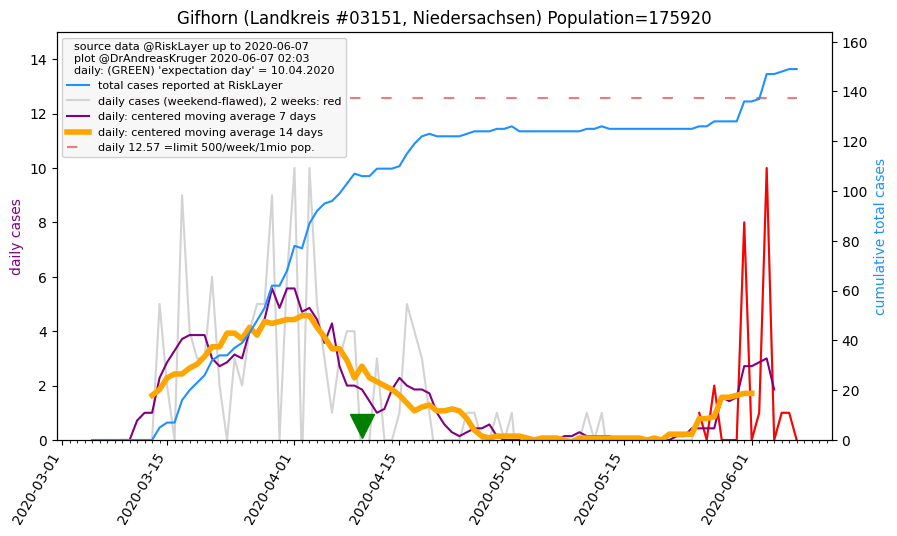 Gifhorn (Landkreis #03151, Niedersachsen) Population=175920
source data @RiskLayer up to 2020-06-07
plot @DrAndreasKruger 2020-06-07 02:03
daily: (GREEN) 'expectation day' = 10.04.2020
total cases reported at RiskLayer
daily cases (weekend-flawed), 2 weeks: red
daily: centered moving average 7 days
daily: centered moving average 14 days
daily 12.57 =limit 500/week/1mio pop.
daily cases
14
12
10
8
6
4
2
0
cumulative total cases
160
140
120
100
80
60
40
20
0
2020-03-01
2020-03-15
2020-04-01
2020-04-15
2020-05-01
2020-05-15
2020-06-01